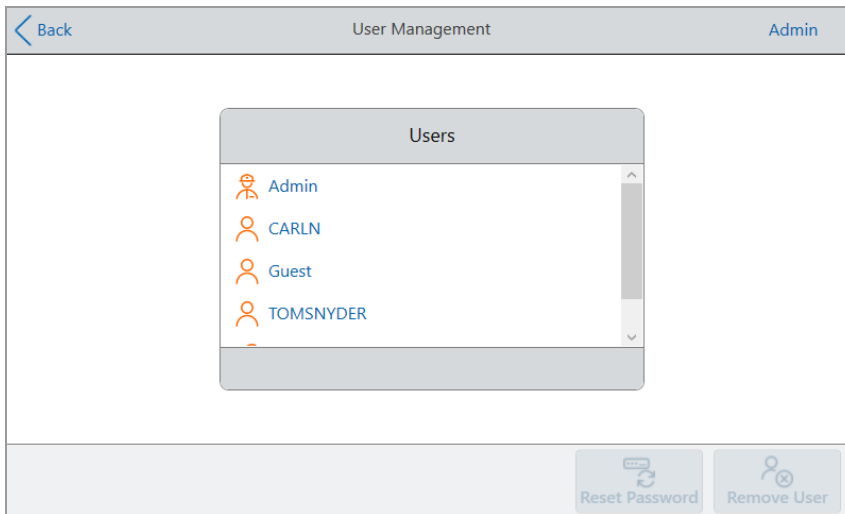 Back
User Management
Admin
Users
Admin
CARLN
Guest
TOMSNYDER
Reset Password
Remove User